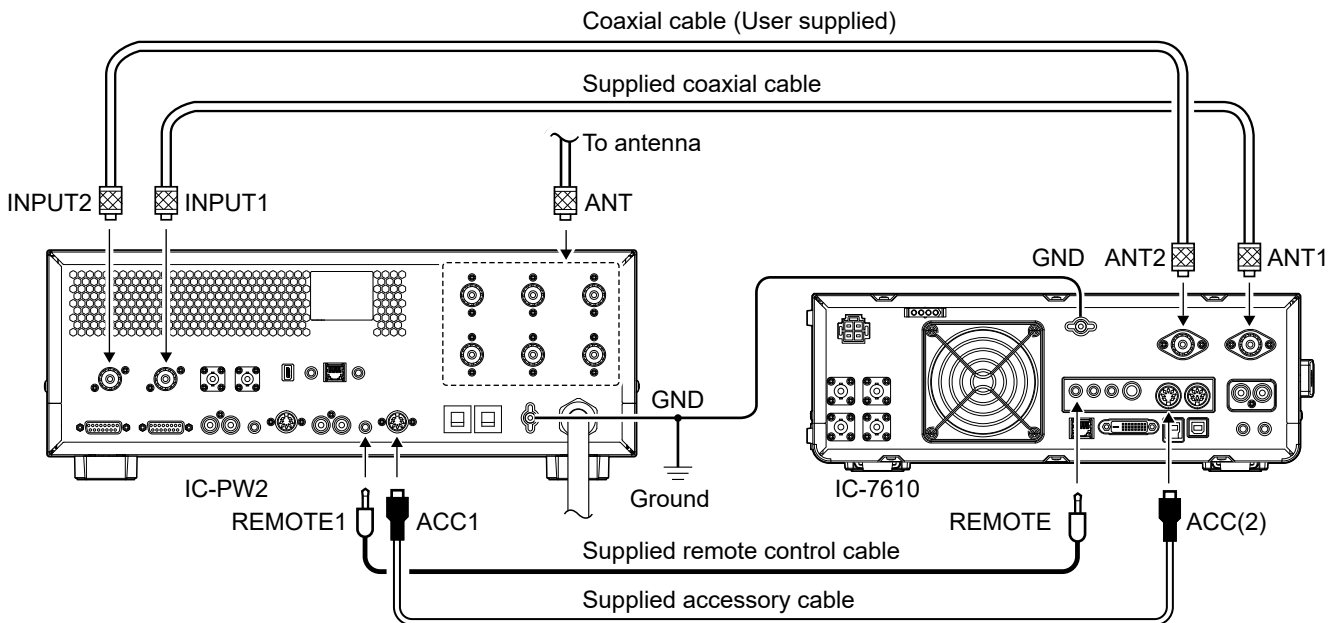 Coaxial cable (User supplied)
Supplied coaxial cable
To antenna
INPUT2
INPUT1
ANT
GND
ANT2
ANT1
GND
Ground
IC-PW2
IC-7610
REMOTE1
ACC1
REMOTE
ACC(2)
Supplied remote control cable
Supplied accessory cable